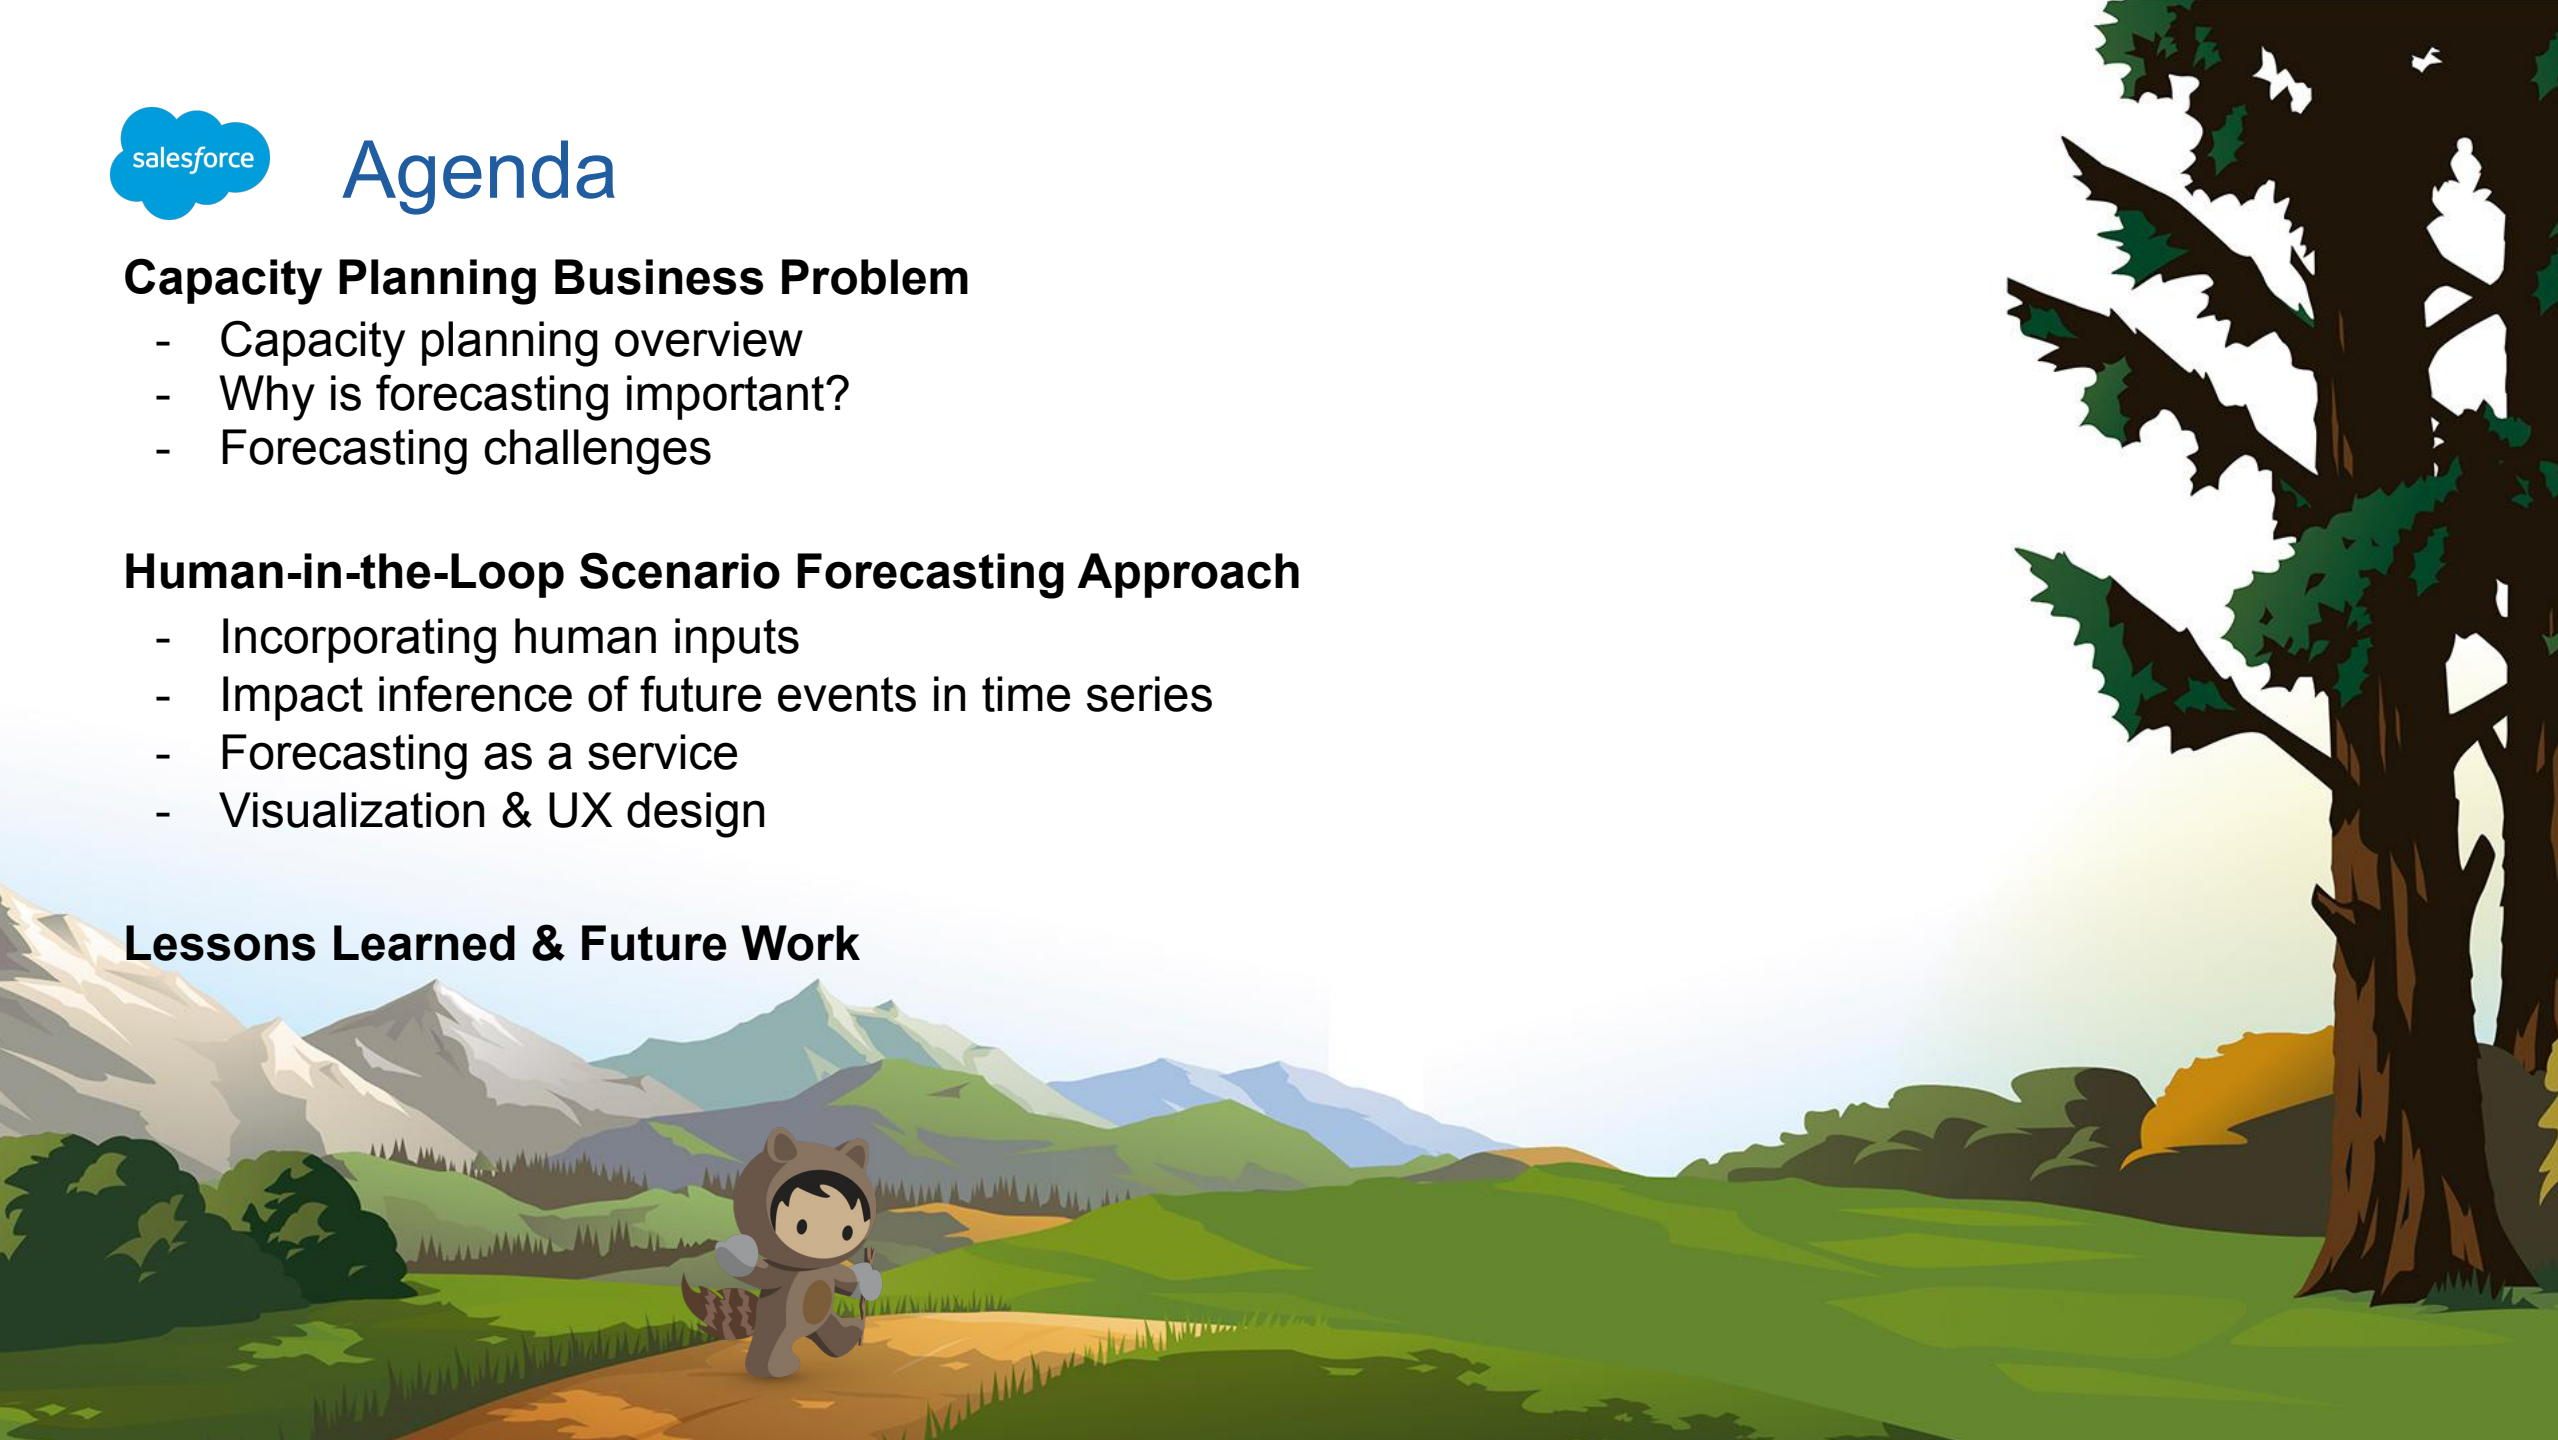 salesforce
Agenda
Capacity Planning Business Problem
- Capacity planning overview
- Why is forecasting important?
- Forecasting challenges
Human-in-the-Loop Scenario Forecasting Approach
- Incorporating human inputs
- Impact inference of future events in time series
- Forecasting as a service
- Visualization & UX design
Lessons Learned & Future Work